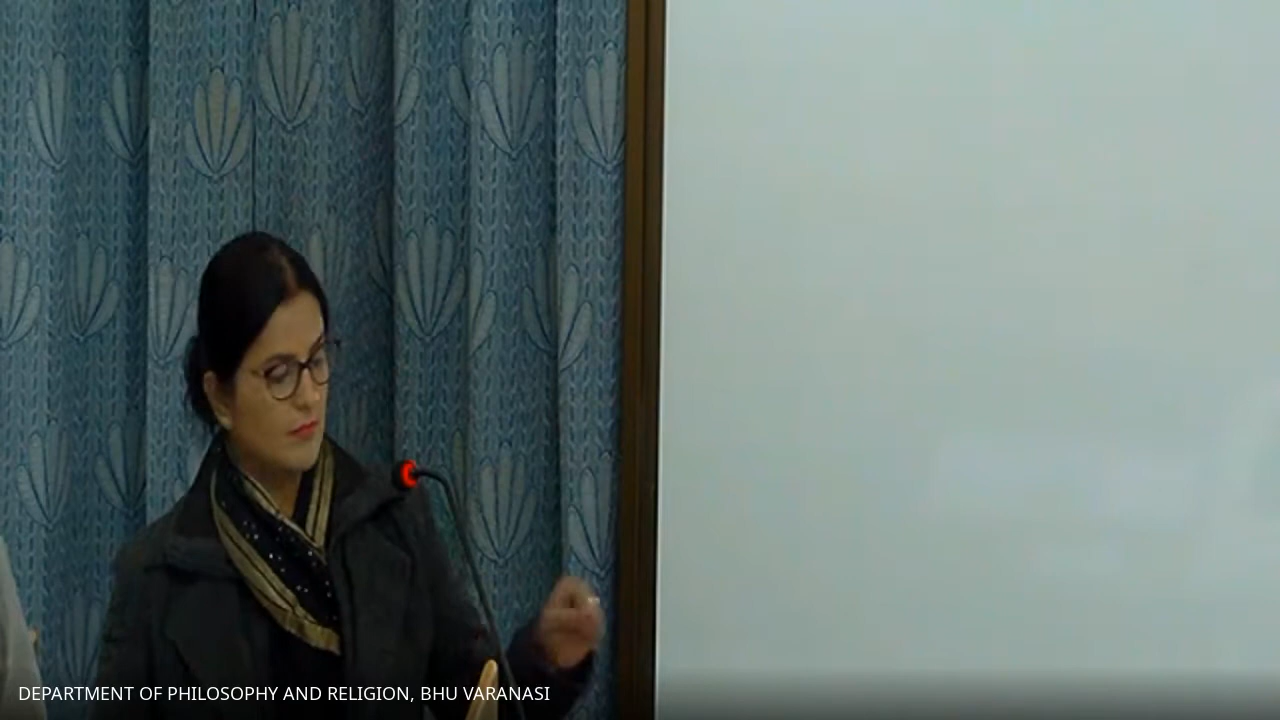 DEPARTMENT OF PHILOSOPHY AND RELIGION, BHU VARANASI